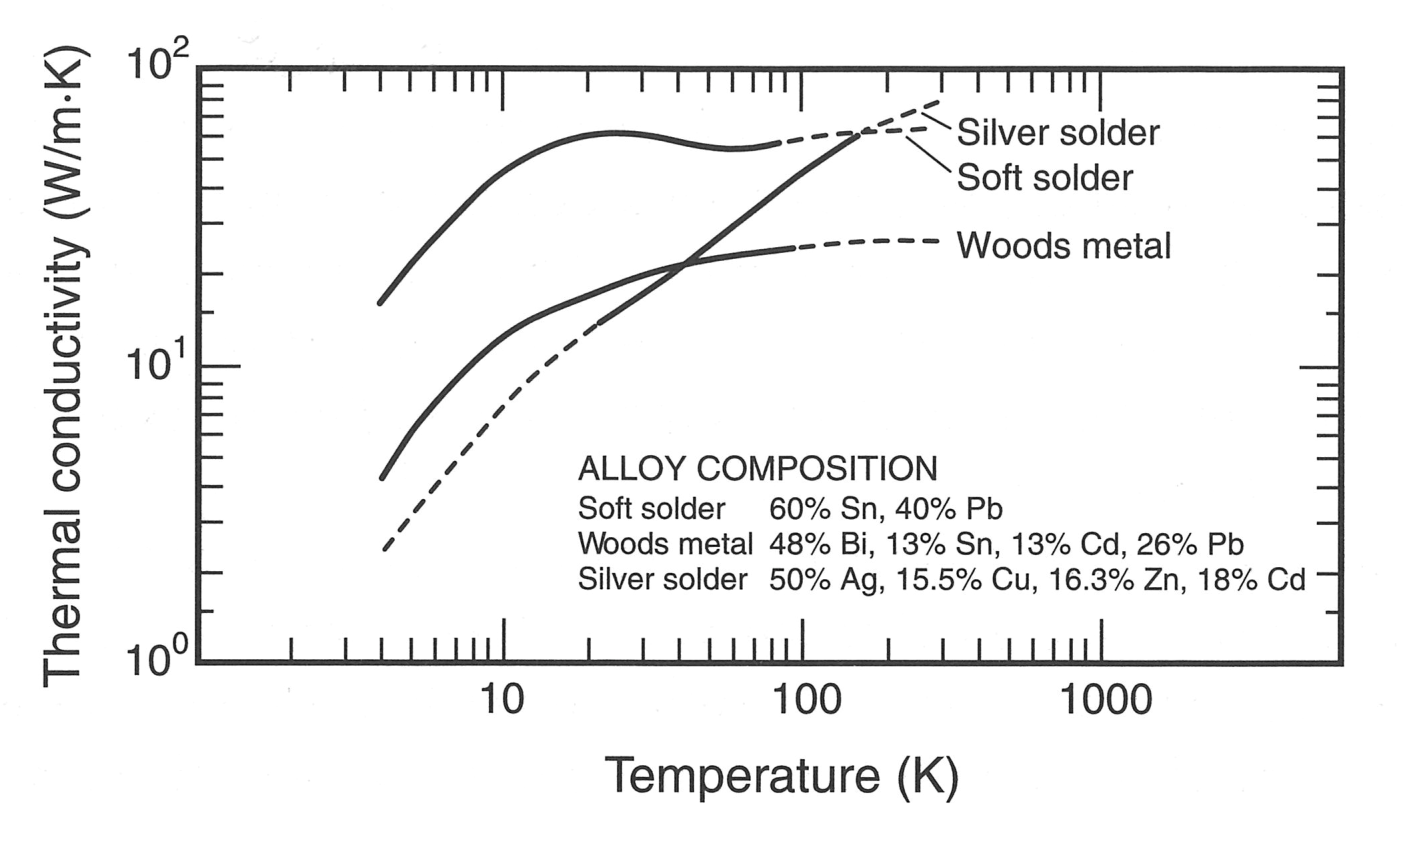 Thermal conductivity (W/m·K)
10²
10¹
10⁰
Silver solder
Soft solder
Woods metal
ALLOY COMPOSITION
Soft solder 60% Sn, 40% Pb
Woods metal 48% Bi, 13% Sn, 13% Cd, 26% Pb
Silver solder 50% Ag, 15.5% Cu, 16.3% Zn, 18% Cd
10 100 1000
Temperature (K)